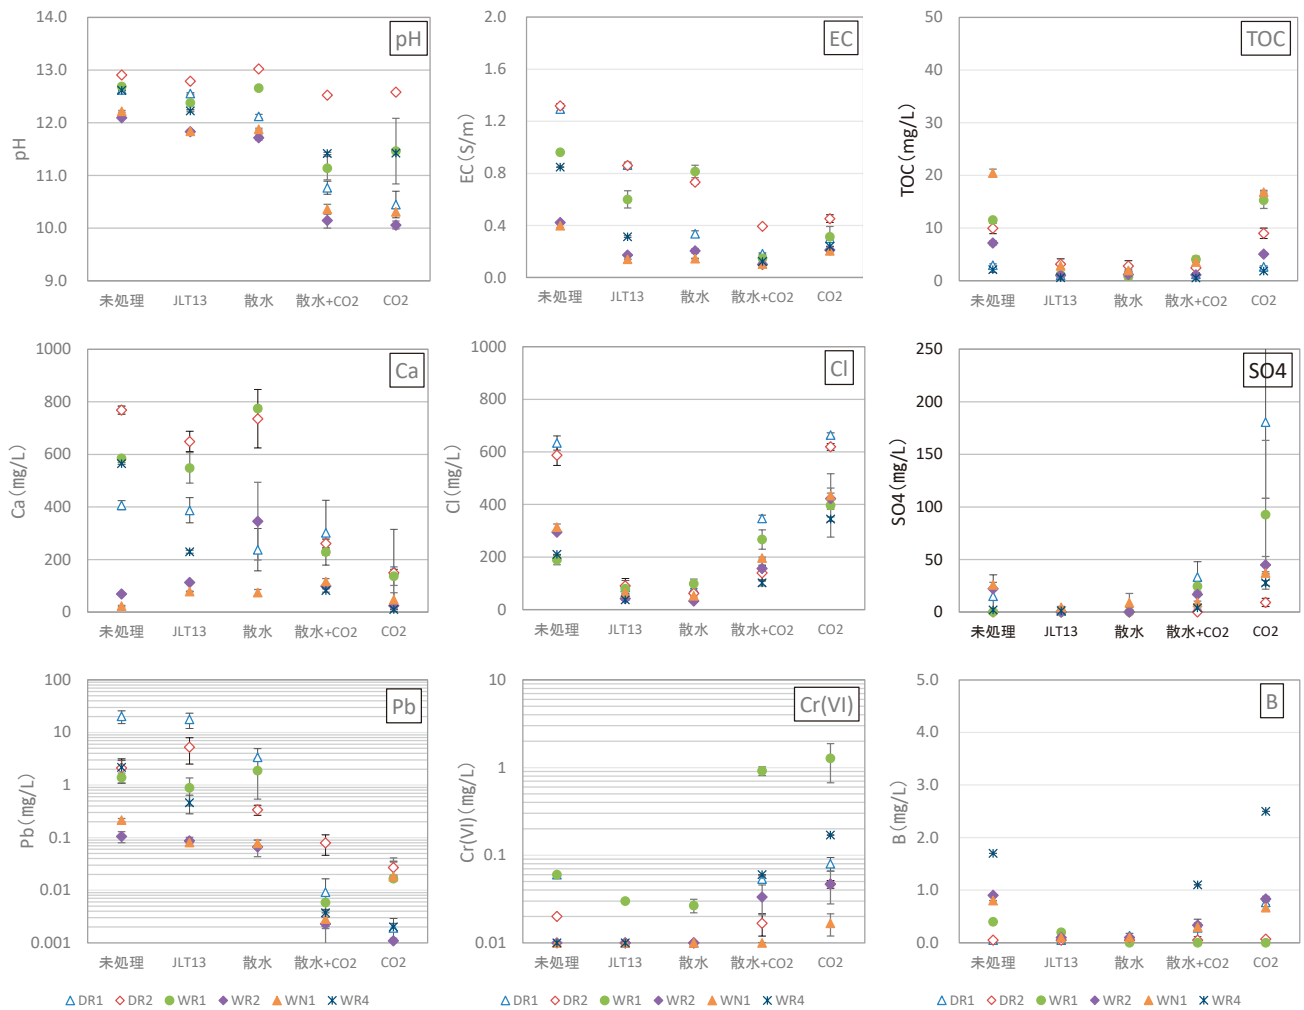 pH
14.0
13.0
12.0
11.0
10.0
9.0
pH
未処理 JLT13 散水 散水+CO2 CO2
EC
2.0
1.6
1.2
0.8
0.4
0.0
EC(S/m)
未処理 JLT13 散水 散水+CO2 CO2
TOC
50
40
30
20
10
0
TOC(mg/L)
未処理 JLT13 散水 散水+CO2 CO2
Ca
1000
800
600
400
200
0
Ca(mg/L)
未処理 JLT13 散水 散水+CO2 CO2
Cl
1000
800
600
400
200
0
Cl(mg/L)
未処理 JLT13 散水 散水+CO2 CO2
SO4
250
200
150
100
50
0
SO4(mg/L)
未処理 JLT13 散水 散水+CO2 CO2
Pb
100
10
1
0.1
0.01
0.001
Pb(mg/L)
未処理 JLT13 散水 散水+CO2 CO2
Cr(VI)
10
1
0.1
0.01
Cr(VI)(mg/L)
未処理 JLT13 散水 散水+CO2 CO2
B
5.0
4.0
3.0
2.0
1.0
0.0
B(mg/L)
未処理 JLT13 散水 散水+CO2 CO2
DR1 DR2 WR1 WR2 WN1 WR4
DR1 DR2 WR1 WR2 WN1 WR4
DR1 DR2 WR1 WR2 WN1 WR4